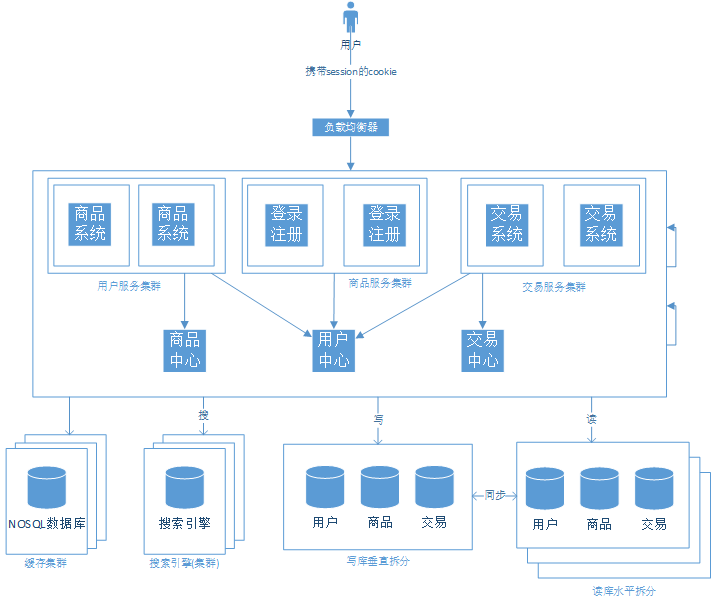 用户
携带session的cookie
负载均衡器
商品
系统
商品
系统
登录
注册
登录
注册
交易
系统
交易
系统
用户服务集群
商品服务集群
交易服务集群
商品
中心
用户
中心
交易
中心
搜
写
读
NOSQL数据库
搜索引擎
用户
商品
交易
同步
用户
商品
交易
缓存集群
搜索引擎(集群)
写库垂直拆分
读库水平拆分